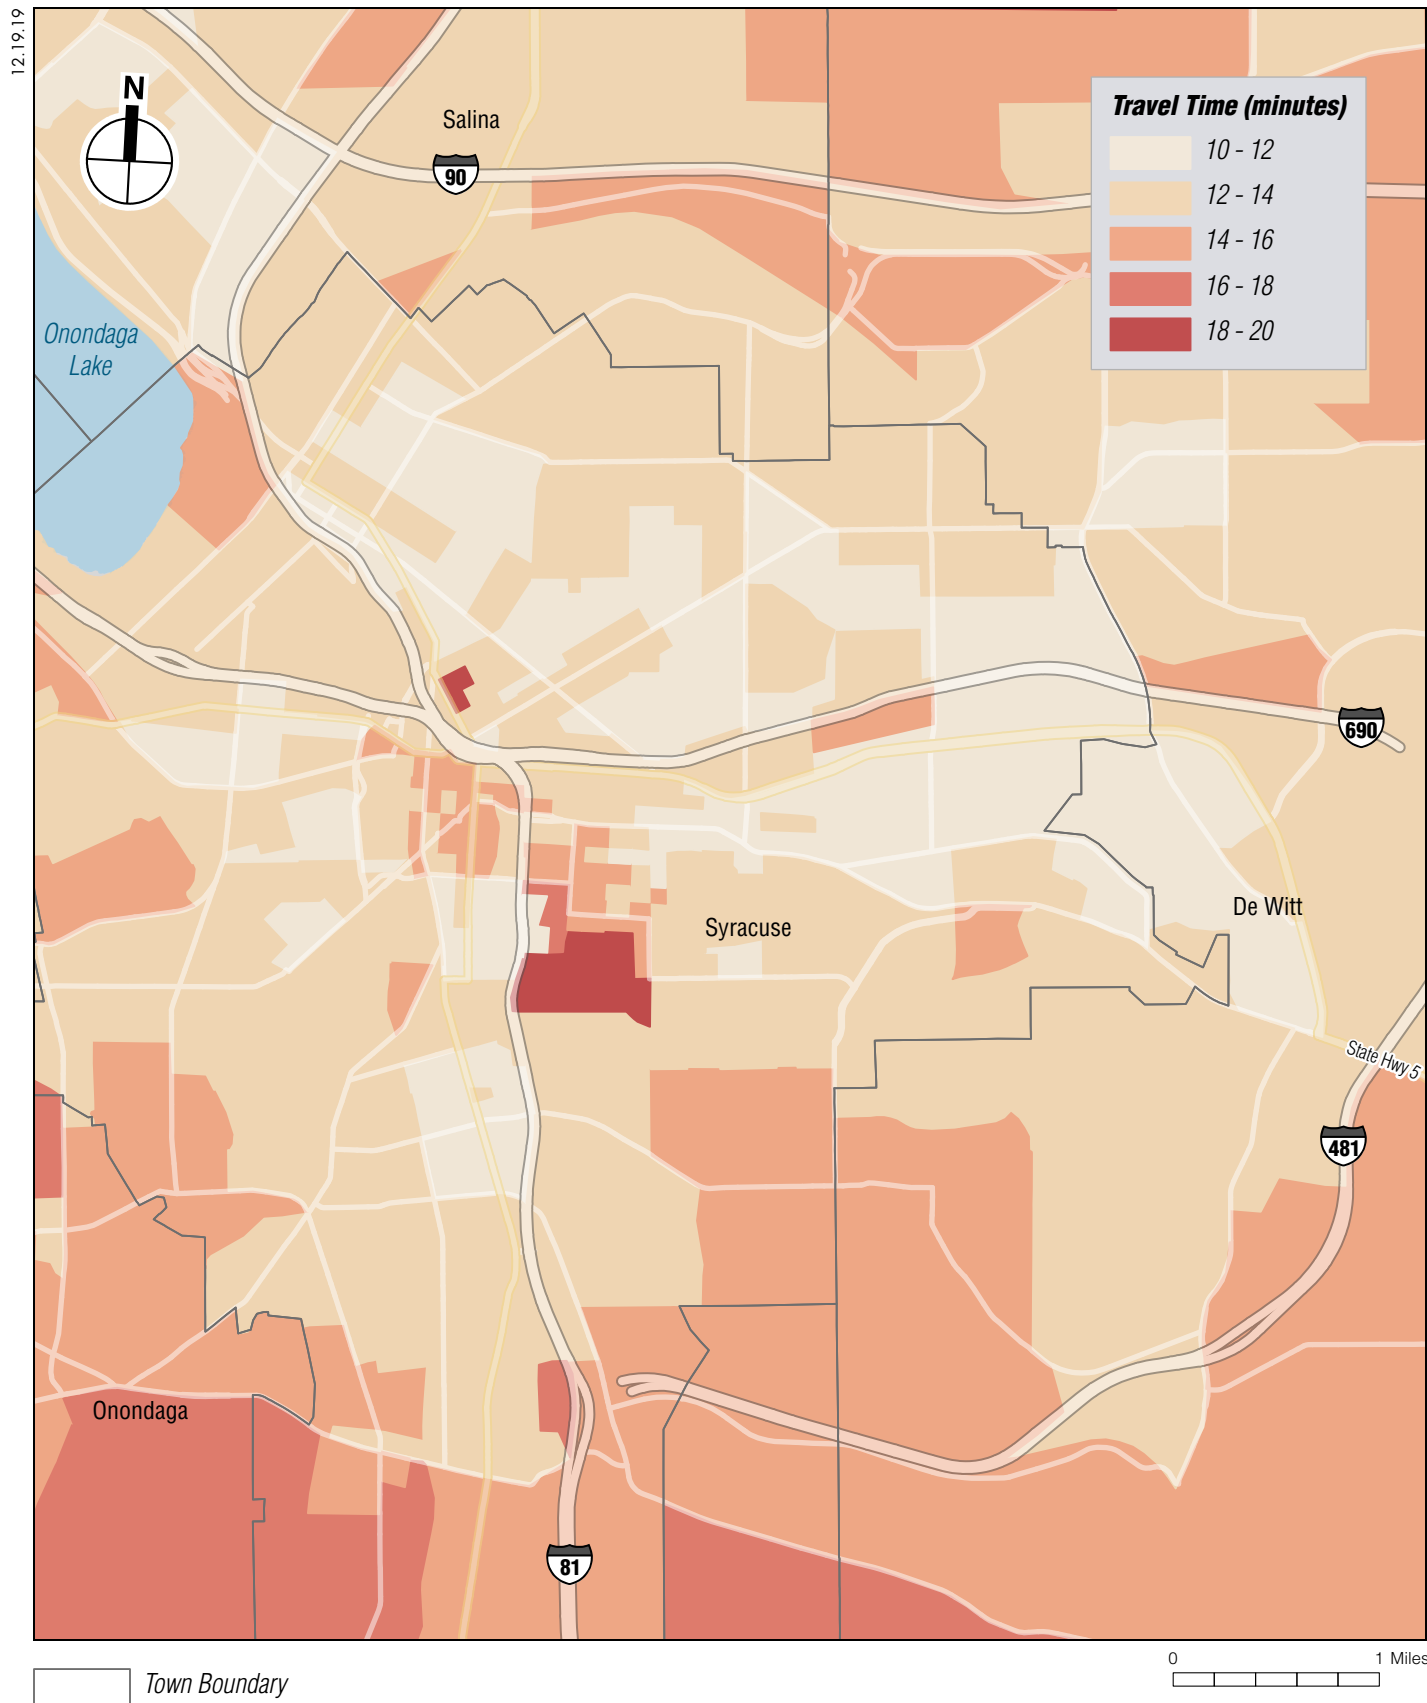 12.19.19
N
Salina
90
Travel Time (minutes)
10 - 12
12 - 14
14 - 16
16 - 18
18 - 20
Onondaga
Lake
690
De Witt
Syracuse
State Hwy 5
481
Onondaga
81
0 1 Miles
Town Boundary